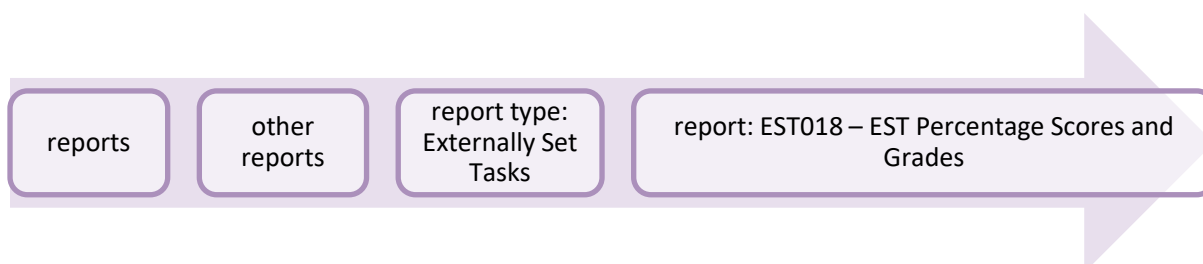 reports
other
reports
report type:
Externally Set
Tasks
report: EST018 – EST Percentage Scores and
Grades